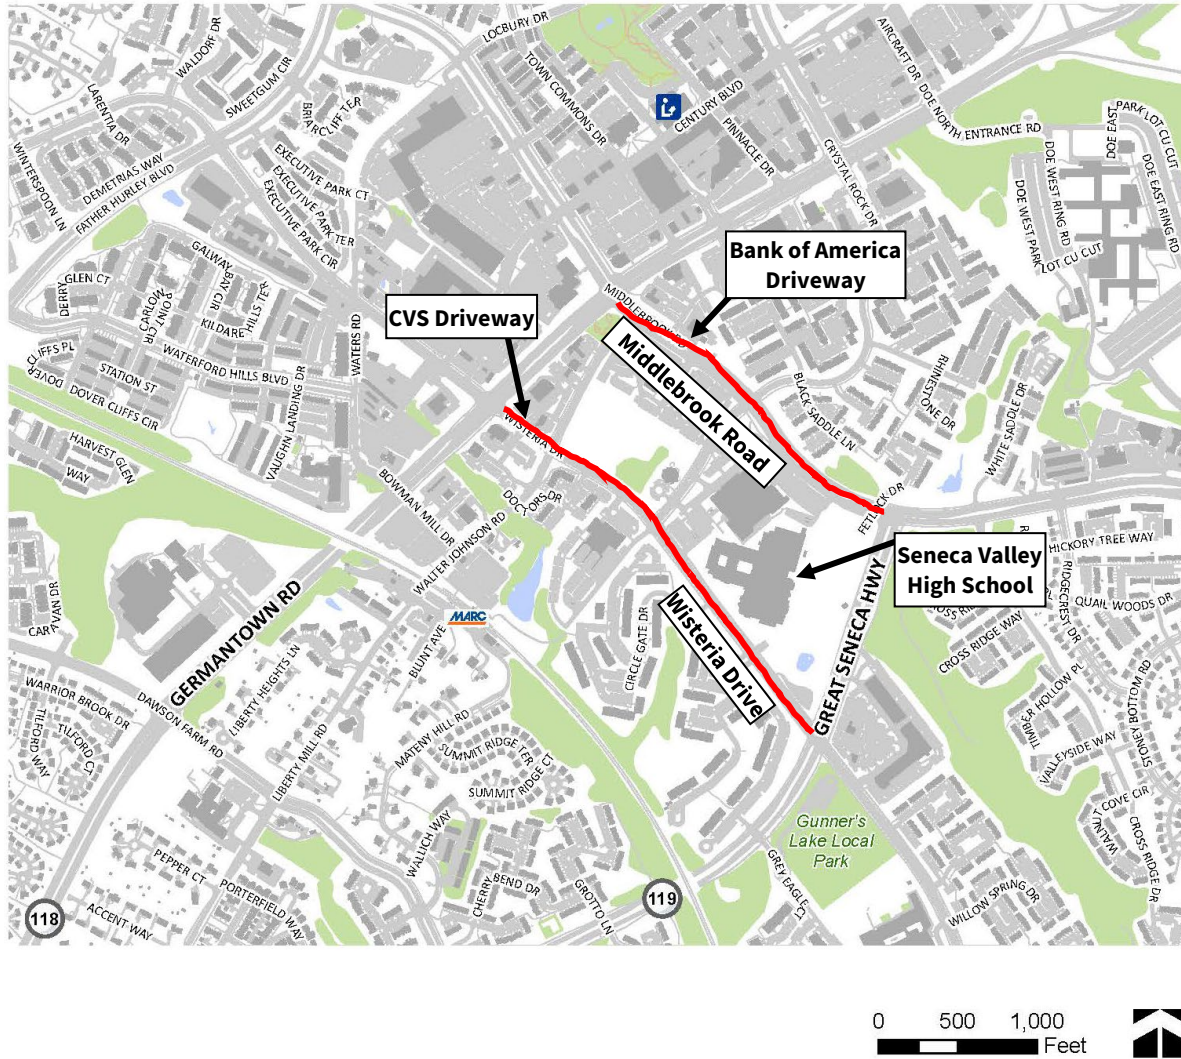 LOCBURY DR
WALDORF DR
SWEETGUM CIR
LARENTIA DR
BRIARCLIFF TER
TOWN COMMONS DR
CENTURY BLVD
PINNACLE DR
AIRCRAFT DR
DOE NORTH ENTRANCE RD
DOE EAST
PARK LOT CU CUT
CRYSTAL ROCK DR
WINTERSPOON LN
DEMETRIAS WAY
FATHER HURLEY BLVD
EXECUTIVE PARK CT
EXECUTIVE PARK TER
EXECUTIVE PARK CIR
DOE WEST PARK
DOE WEST RING RD
DOE EAST RING RD
LOT CU CUT
GALWAY
BAY CIR
DERRY
GLEN CT
CARLOW
POINT CIR
KILDARE
HILLS TER
WATERS RD
Bank of America
Driveway
CVS Driveway
MIDDLEBROOK RD
Middlebrook Road
CLIFFS PL
DOVER
STATION ST
WATERFORD HILLS BLVD
DOVER CLIFFS CIR
VAUGHN LANDING DR
HARVEST GLEN
WAY
WISTERIA DR
BLACK SADDLE LN
RHINESTONE DR
WHITE SADDLE DR
BOWMAN MILL DR
DOCTORS DR
WALTER JOHNSON RD
FETLOCK DR
Seneca Valley
High School
HICKORY TREE WAY
RIDGECREST DR
QUAIL WOODS DR
CROSS RIDGE WAY
GERMANTOWN RD
MARC
BLUNT AVE
CIRCLE GATE DR
Wisteria Drive
GREAT SENECA HWY
TIMBER HOLLOW PL
STONEY BOTTOM RD
VALLEYSIDE WAY
WALNUT COVE CIR
CROSS RIDGE DR
WARRIOR BROOK DR
TILFORD WAY
TILFORD CT
DAWSON FARM RD
LIBERTY HEIGHTS LN
LIBERTY MILL RD
MATENY HILL RD
SUMMIT RIDGE TER
SUMMIT RIDGE CT
WALLICH WAY
Gunner's
Lake Local
Park
GREY EAGLE CT
WILLOW SPRING DR
PEPPER CT
ACCENT WAY
PORTERFIELD WAY
CHERRY
BEND DR
GROTTO LN
118
119
0 500 1,000
Feet